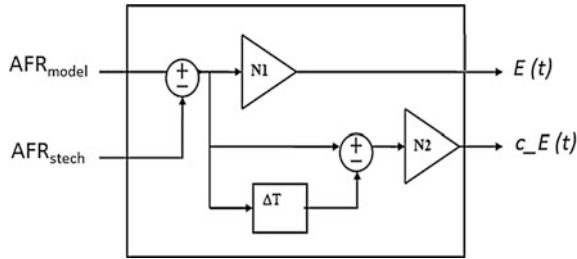 AFRmodel
+
−
N1
E (t)
AFRstech
+
−
N2
c_E (t)
ΔT